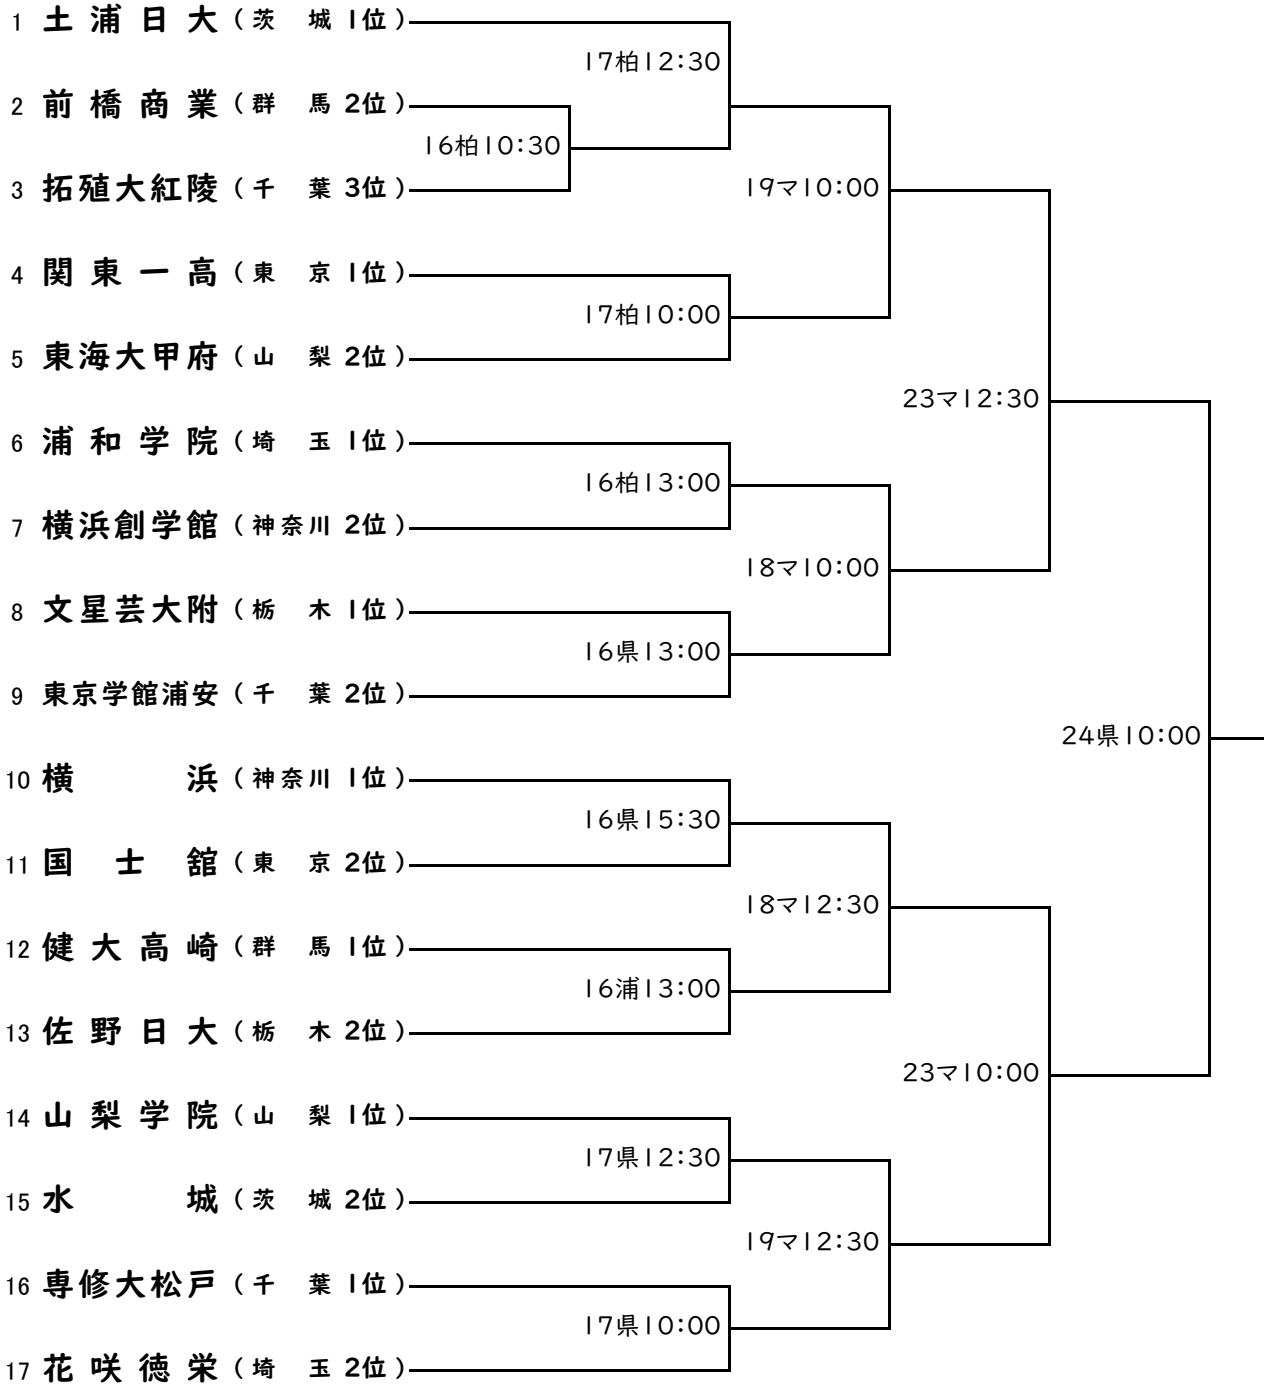 1 土浦日大（茨城 1位）
17柏12:30
2 前橋商業（群馬 2位）
16柏10:30
3 拓殖大紅陵（千葉 3位）
19マ10:00
4 関東一高（東京 1位）
17柏10:00
5 東海大甲府（山梨 2位）
23マ12:30
6 浦和学院（埼玉 1位）
16柏13:00
7 横浜創学館（神奈川 2位）
18マ10:00
8 文星芸大附（栃木 1位）
16県13:00
9 東京学館浦安（千葉 2位）
24県10:00
10 横浜（神奈川 1位）
16県15:30
11 国士舘（東京 2位）
18マ12:30
12 健大高崎（群馬 1位）
16浦13:00
13 佐野日大（栃木 2位）
23マ10:00
14 山梨学院（山梨 1位）
17県12:30
15 水城（茨城 2位）
19マ12:30
16 専修大松戸（千葉 1位）
17県10:00
17 花咲徳栄（埼玉 2位）